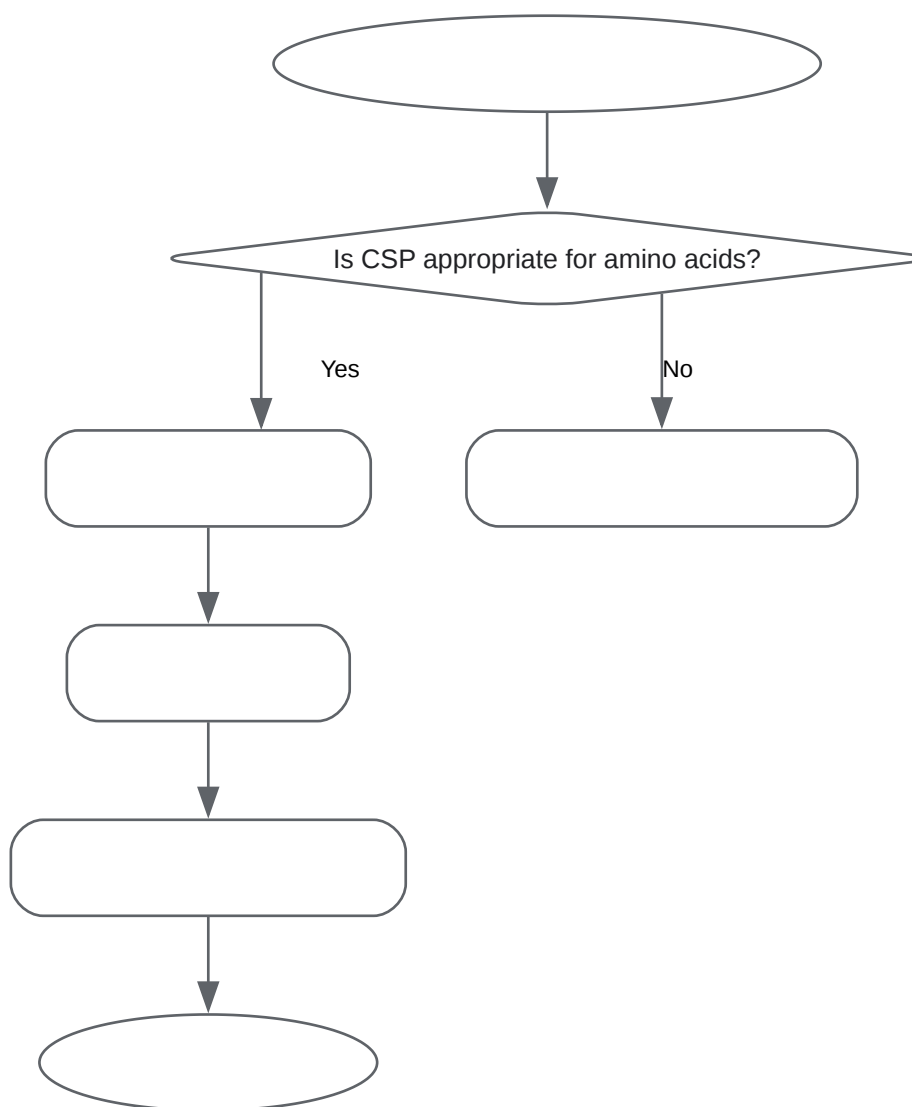 Is CSP appropriate for amino acids?
Yes
No